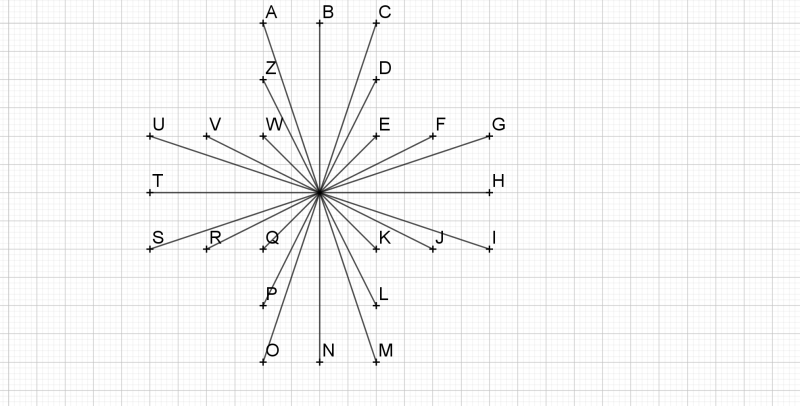 A B C
Z D
U V W E F G
T H
S R Q K J I
P L
O N M